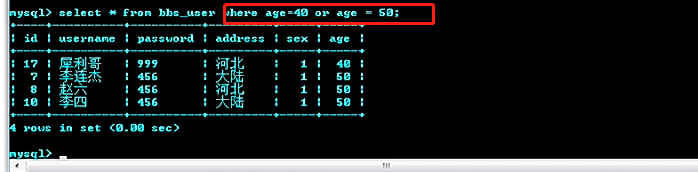 mysql> select * from bbs_user where age=40 or age = 50;
+----+----------+----------+---------+-----+-----+
| id | username | password | address | sex | age |
+----+----------+----------+---------+-----+-----+
| 17 | 犀利哥 | 999 | 河北 | 1 | 40 |
| 7 | 李连杰 | 456 | 大陆 | 1 | 50 |
| 8 | 赵六 | 456 | 河北 | 1 | 50 |
| 10 | 李四 | 456 | 大陆 | 1 | 50 |
+----+----------+----------+---------+-----+-----+
4 rows in set (0.00 sec)
mysql> _